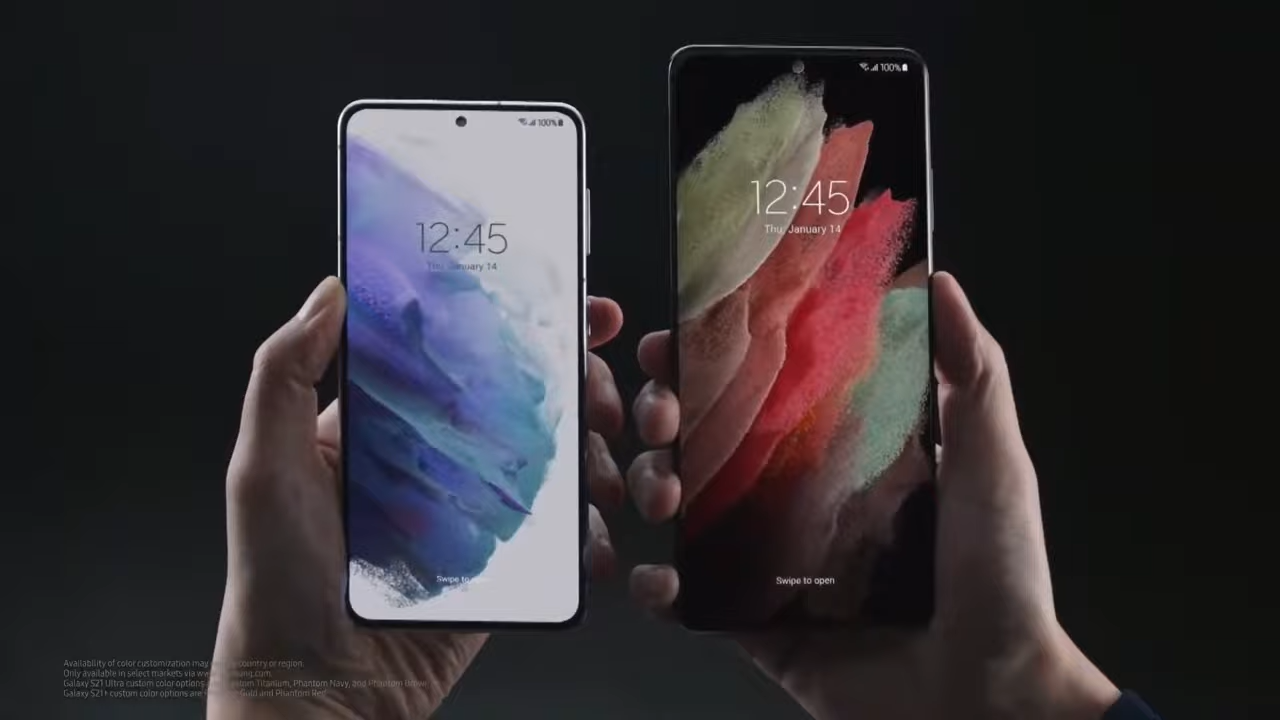 100%
12:45
Thu, January 14
Swipe to
100%
12:45
Thu, January 14
Swipe to open
Availability of color customization may country or region.
Only available in select markets via
Galaxy S21 Ultra custom color options Titanium, Phantom Navy, and Phantom Brown
Galaxy S21+ custom color options are Gold and Phantom Red